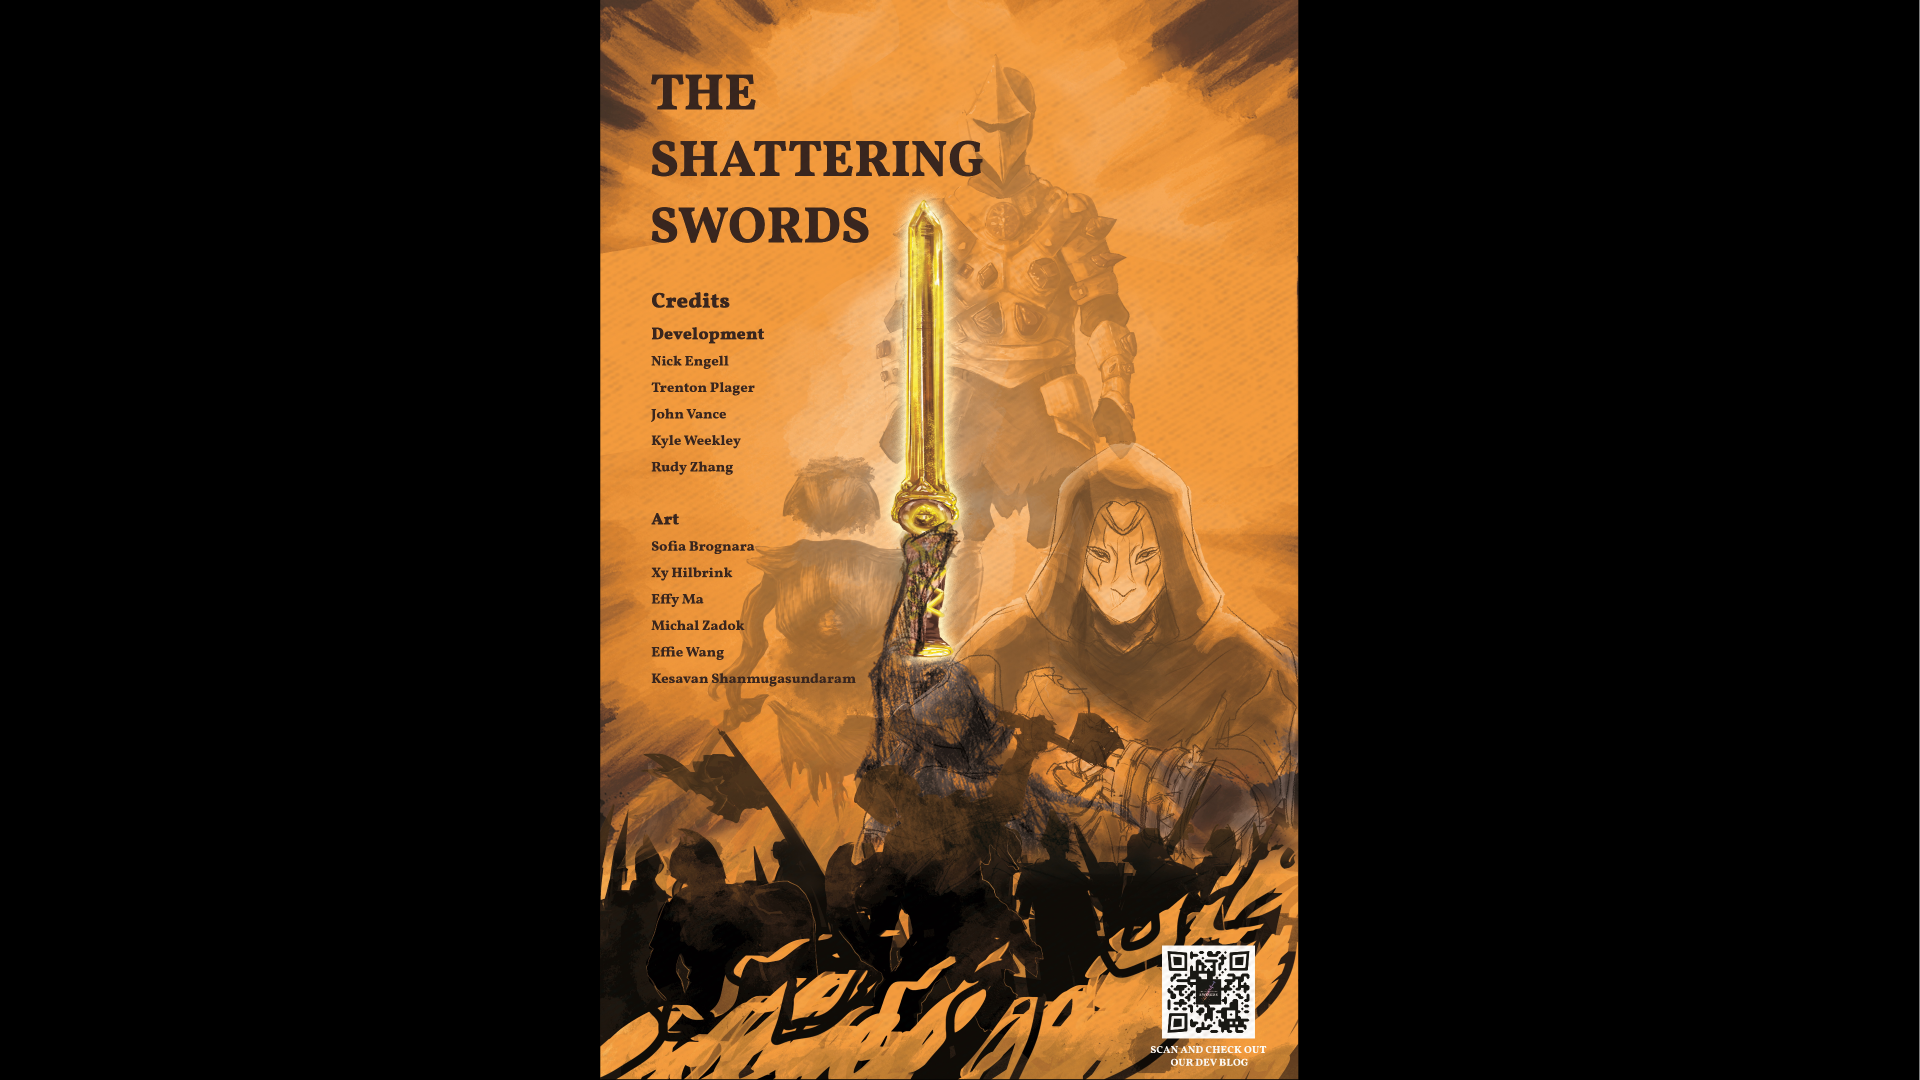 THE
SHATTERING
SWORDS
Credits
Development
Nick Engell
Trenton Plager
John Vance
Kyle Weekley
Rudy Zhang
Art
Sofia Brognara
Xy Hilbrink
Effy Ma
Michal Zadok
Effie Wang
Kesavan Shanmugasundaram
SCAN AND CHECK OUT
OUR DEV BLOG